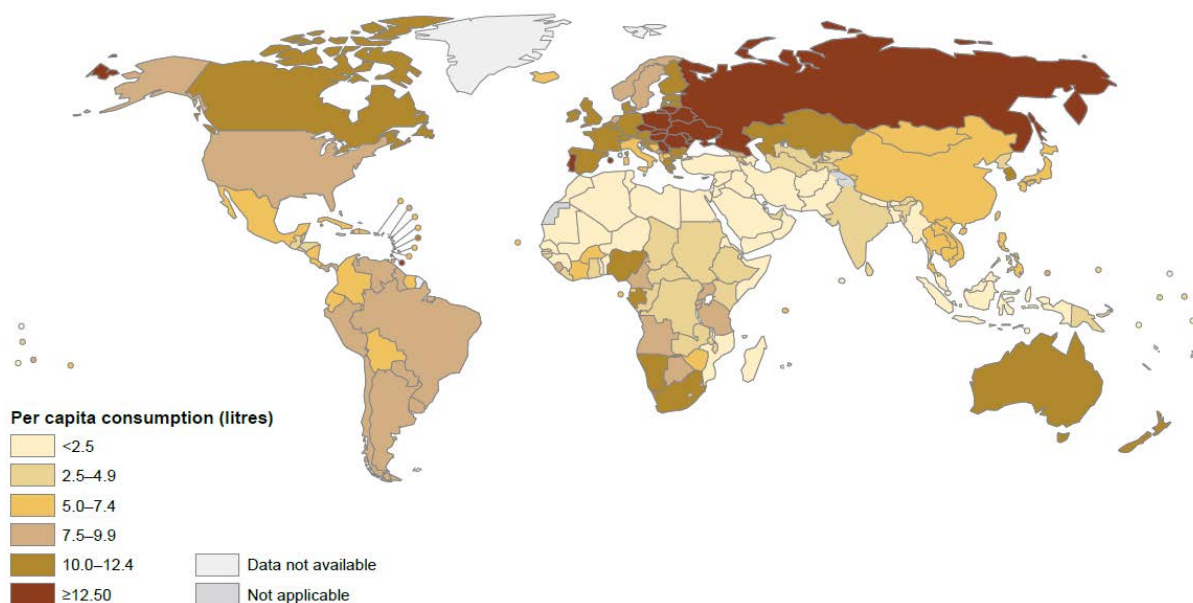 Per capita consumption (litres)
<2.5
2.5–4.9
5.0–7.4
7.5–9.9
10.0–12.4
≥12.50
Data not available
Not applicable